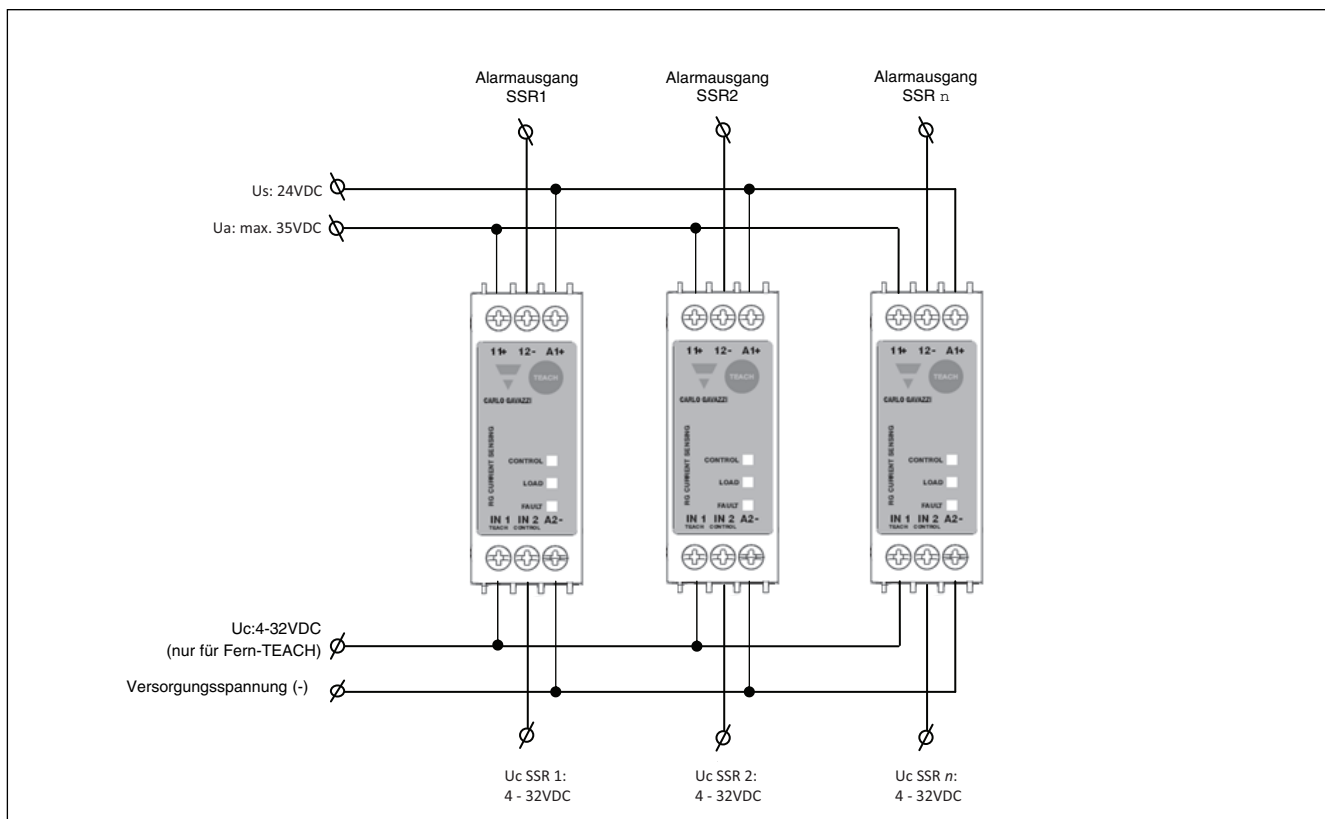 Alarmausgang
SSR1
Alarmausgang
SSR2
Alarmausgang
SSR n
Us: 24VDC
Ua: max. 35VDC
11+ 12- A1+
TEACH
CARLO GAVAZZI
RG CURRENT SENSING
CONTROL
LOAD
FAULT
IN 1 IN 2 A2-
TEACH CONTROL
11+ 12- A1+
TEACH
CARLO GAVAZZI
RG CURRENT SENSING
CONTROL
LOAD
FAULT
IN 1 IN 2 A2-
TEACH CONTROL
11+ 12- A1+
TEACH
CARLO GAVAZZI
RG CURRENT SENSING
CONTROL
LOAD
FAULT
IN 1 IN 2 A2-
TEACH CONTROL
Uc:4-32VDC
(nur für Fern-TEACH)
Versorgungsspannung (-)
Uc SSR 1:
4 - 32VDC
Uc SSR 2:
4 - 32VDC
Uc SSR n:
4 - 32VDC